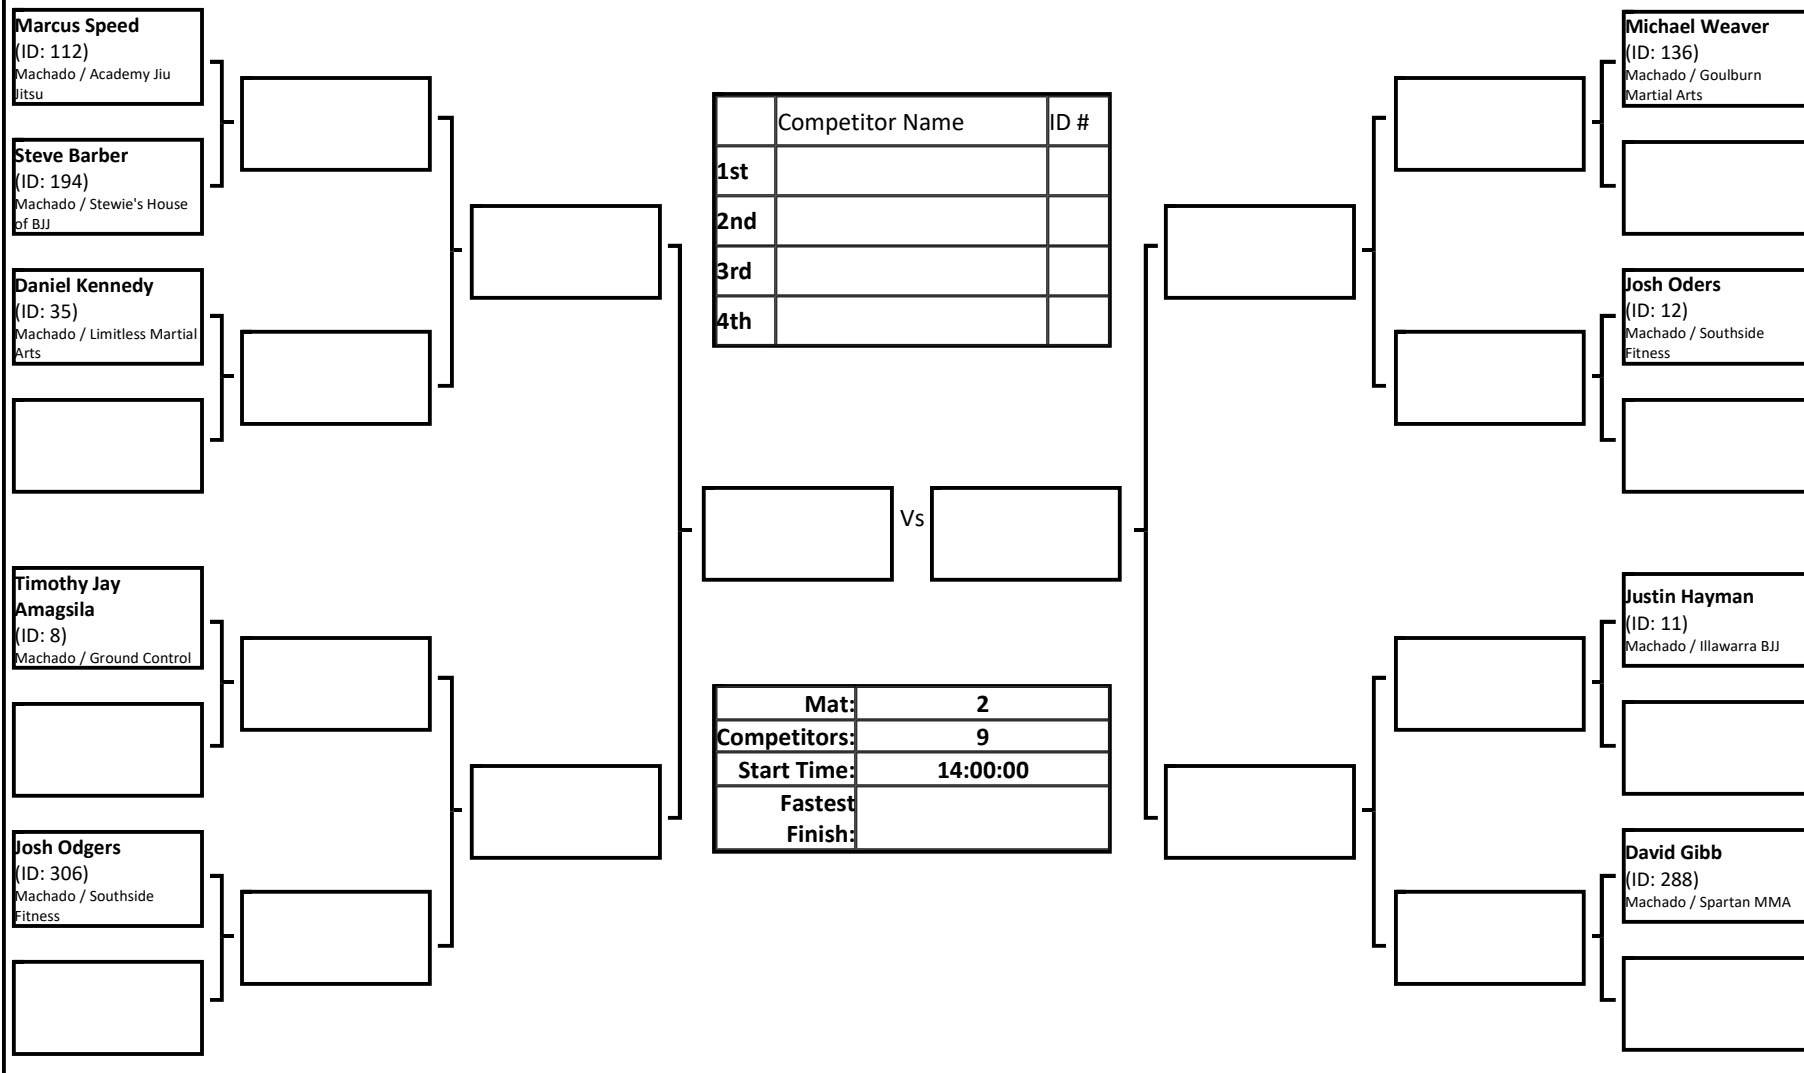 Marcus Speed
(ID: 112)
Machado / Academy Jiu
Jitsu
Steve Barber
(ID: 194)
Machado / Stewie's House
of BJJ
Daniel Kennedy
(ID: 35)
Machado / Limitless Martial
Arts
Timothy Jay
Amagsila
(ID: 8)
Machado / Ground Control
Josh Odgers
(ID: 306)
Machado / Southside
Fitness
Competitor Name ID #
1st
2nd
3rd
4th
Vs
Mat: 2
Competitors: 9
Start Time: 14:00:00
Fastest
Finish:
Michael Weaver
(ID: 136)
Machado / Goulburn
Martial Arts
Josh Oders
(ID: 12)
Machado / Southside
Fitness
Justin Hayman
(ID: 11)
Machado / Illawarra BJJ
David Gibb
(ID: 288)
Machado / Spartan MMA